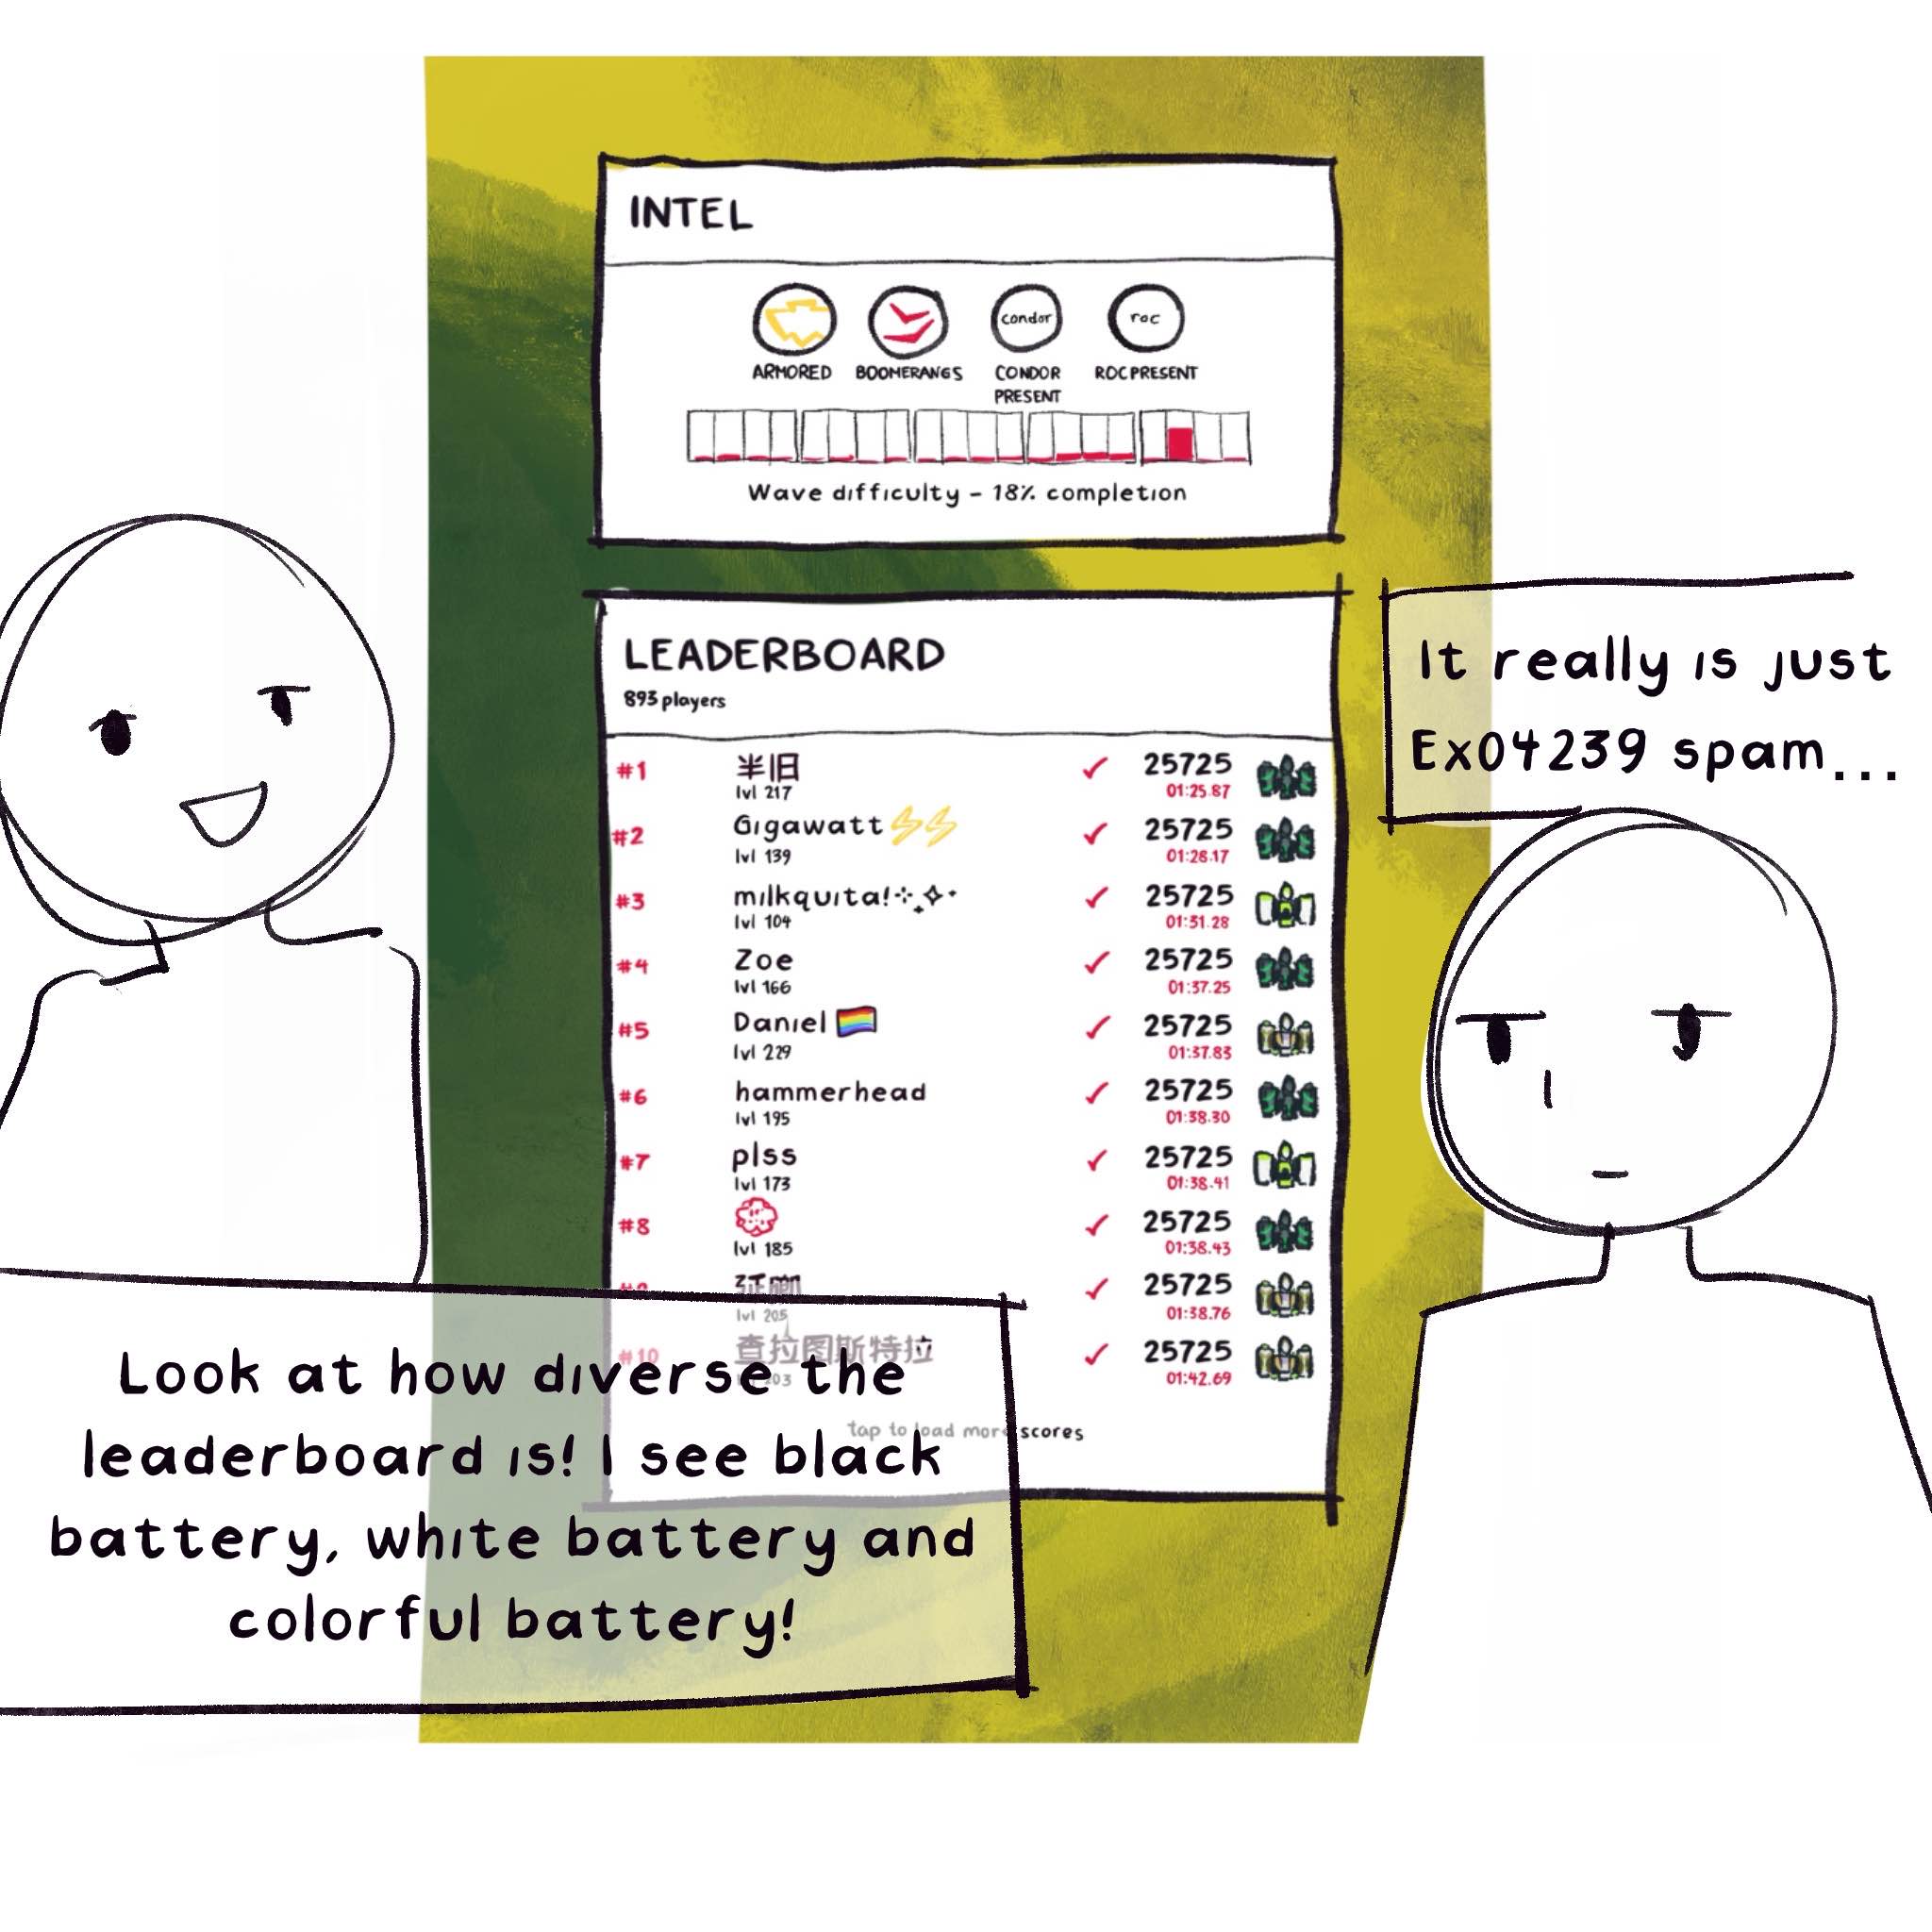 INTEL
condor
roc
ARMORED BOOMERANGS CONDOR PRESENT ROC PRESENT
Wave difficulty - 18% completion
LEADERBOARD
893 players
#1 半旧 ✓ 25725
lvl 217 01:25.87
#2 Gigawatt⚡⚡ ✓ 25725
lvl 139 01:28.17
#3 milkquita! ✓ 25725
lvl 104 01:31.28
#4 Zoe ✓ 25725
lvl 166 01:37.25
#5 Daniel 🏳️‍🌈 ✓ 25725
lvl 229 01:37.83
#6 hammerhead ✓ 25725
lvl 195 01:38.30
#7 plss ✓ 25725
lvl 173 01:38.41
#8 ✓ 25725
lvl 185 01:38.43
#9 ✓ 25725
lvl 205 01:38.76
#10 查拉图斯特拉 ✓ 25725
203 01:42.69
tap to load more scores
It really is just
Ex04239 spam...
Look at how diverse the
leaderboard is! I see black
battery, white battery and
colorful battery!